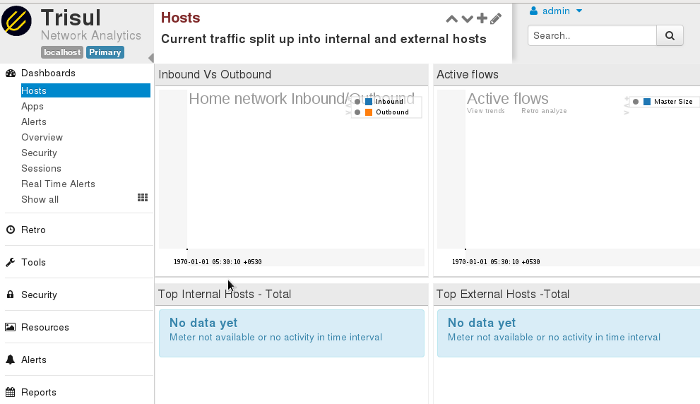 Trisul
Network Analytics
localhost Primary
Dashboards
Hosts
Apps
Alerts
Overview
Security
Sessions
Real Time Alerts
Show all
Retro
Tools
Security
Resources
Alerts
Reports
Hosts
Current traffic split up into internal and external hosts
admin
Search..
Inbound Vs Outbound
Home network Inbound/Outbound
Inbound
Outbound
1970-01-01 05:30:10 +0530
Active flows
Active flows
View trends Retro analyze
Master Size
1970-01-01 05:30:10 +0530
Top Internal Hosts - Total
No data yet
Meter not available or no activity in time interval
Top External Hosts -Total
No data yet
Meter not available or no activity in time interval